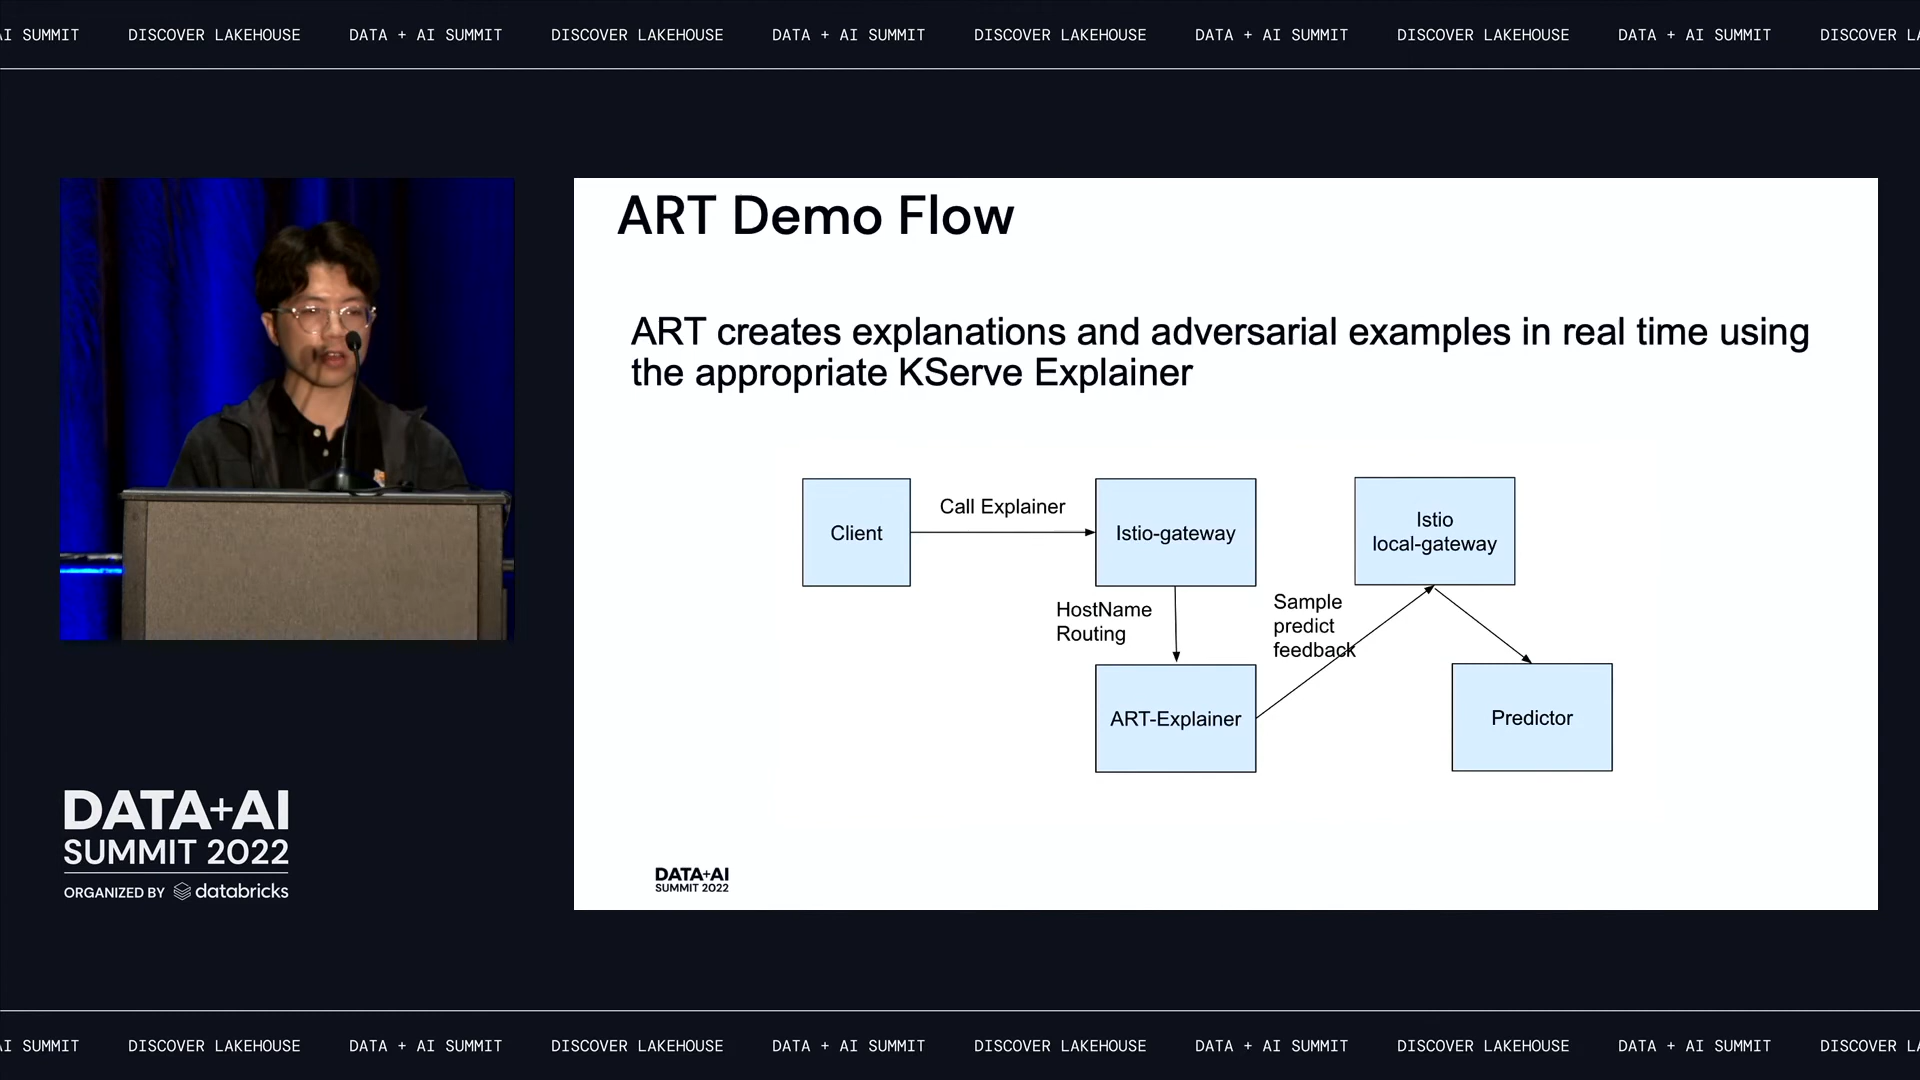 AI SUMMIT DISCOVER LAKEHOUSE DATA + AI SUMMIT DISCOVER LAKEHOUSE DATA + AI SUMMIT DISCOVER LAKEHOUSE DATA + AI SUMMIT DISCOVER LAKEHOUSE DATA + AI SUMMIT DISCOVER
ART Demo Flow
ART creates explanations and adversarial examples in real time using
the appropriate KServe Explainer
Client
Call Explainer
Istio-gateway
Istio
local-gateway
HostName
Routing
Sample
predict
feedback
ART-Explainer
Predictor
DATA+AI
SUMMIT 2022
DATA+AI
SUMMIT 2022
ORGANIZED BY databricks
AI SUMMIT DISCOVER LAKEHOUSE DATA + AI SUMMIT DISCOVER LAKEHOUSE DATA + AI SUMMIT DISCOVER LAKEHOUSE DATA + AI SUMMIT DISCOVER LAKEHOUSE DATA + AI SUMMIT DISCOVER